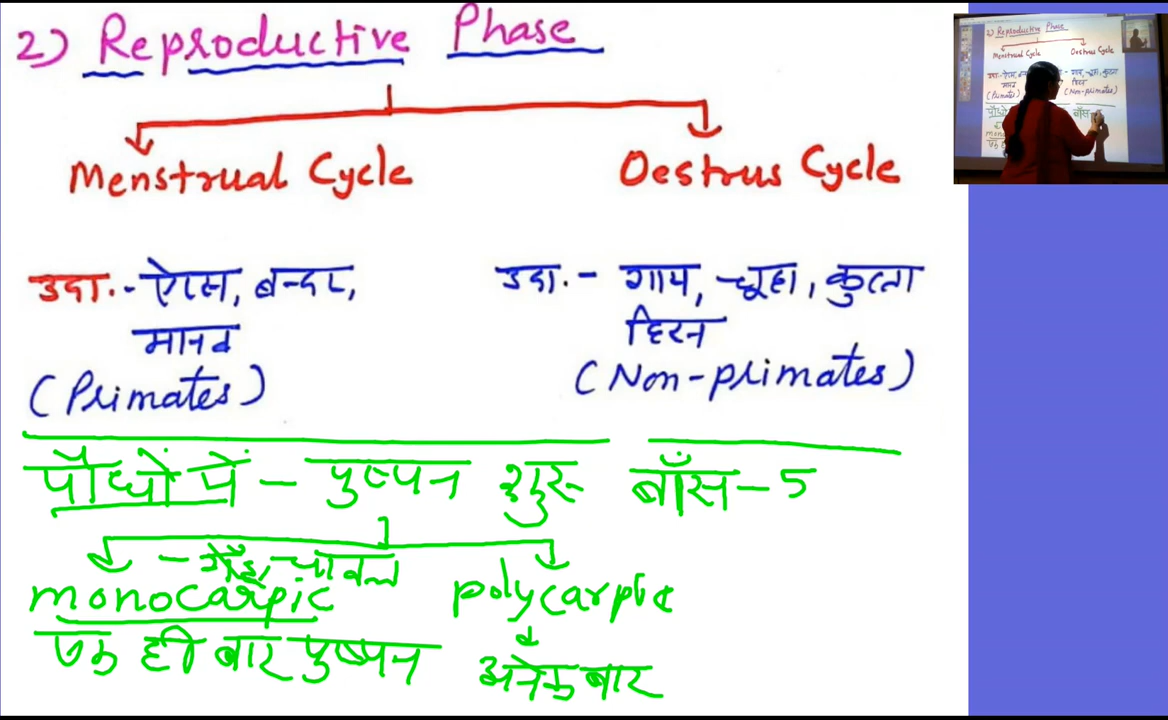 2) Reproductive Phase
Menstrual Cycle Oestrus Cycle
उदा.- ऐप्स, बन्दर, उदा.- गाय, चूहा, कुत्ता
मानव हिरन
(Primates) (Non-primates)
पौधों में - पुष्पन शुरू बाँस - 5
- गेहूँ, चावल
monocarpic polycarpic
एक ही बार पुष्पन अनेक बार